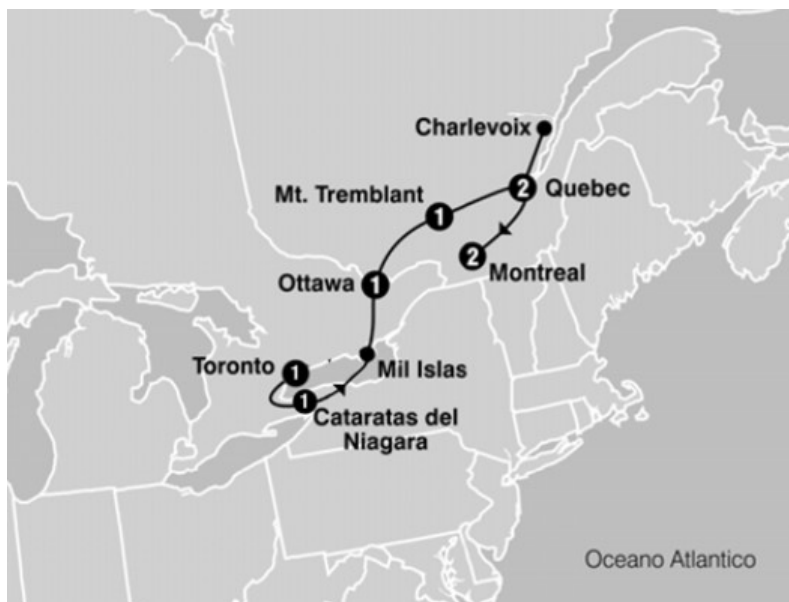 Charlevoix
2 Quebec
Mt. Tremblant
1
2
Montreal
Ottawa 1
Toronto 1
Mil Islas
1
Cataratas del
Niagara
Oceano Atlantico